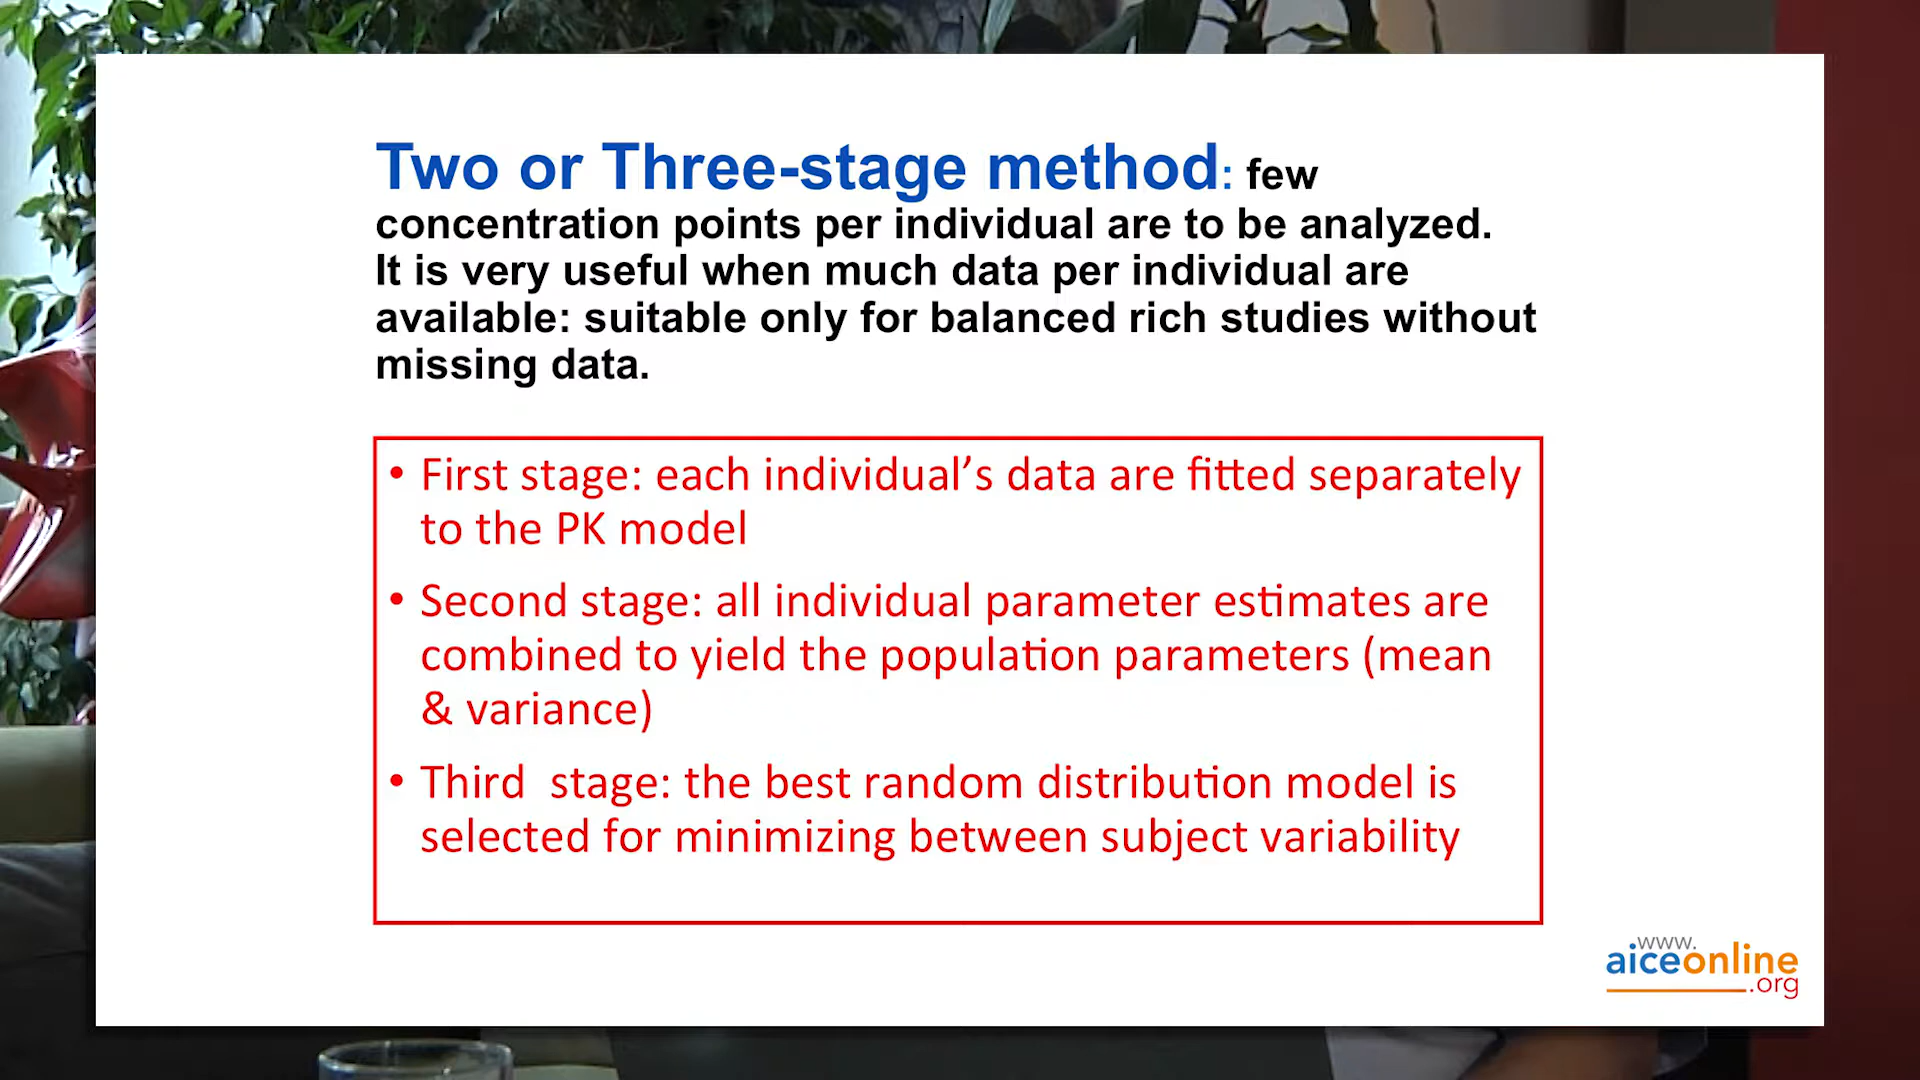 Two or Three-stage method: few
concentration points per individual are to be analyzed.
It is very useful when much data per individual are
available: suitable only for balanced rich studies without
missing data.
• First stage: each individual’s data are fitted separately
to the PK model
• Second stage: all individual parameter estimates are
combined to yield the population parameters (mean
& variance)
• Third  stage: the best random distribution model is
selected for minimizing between subject variability
www.
aiceonline
.org